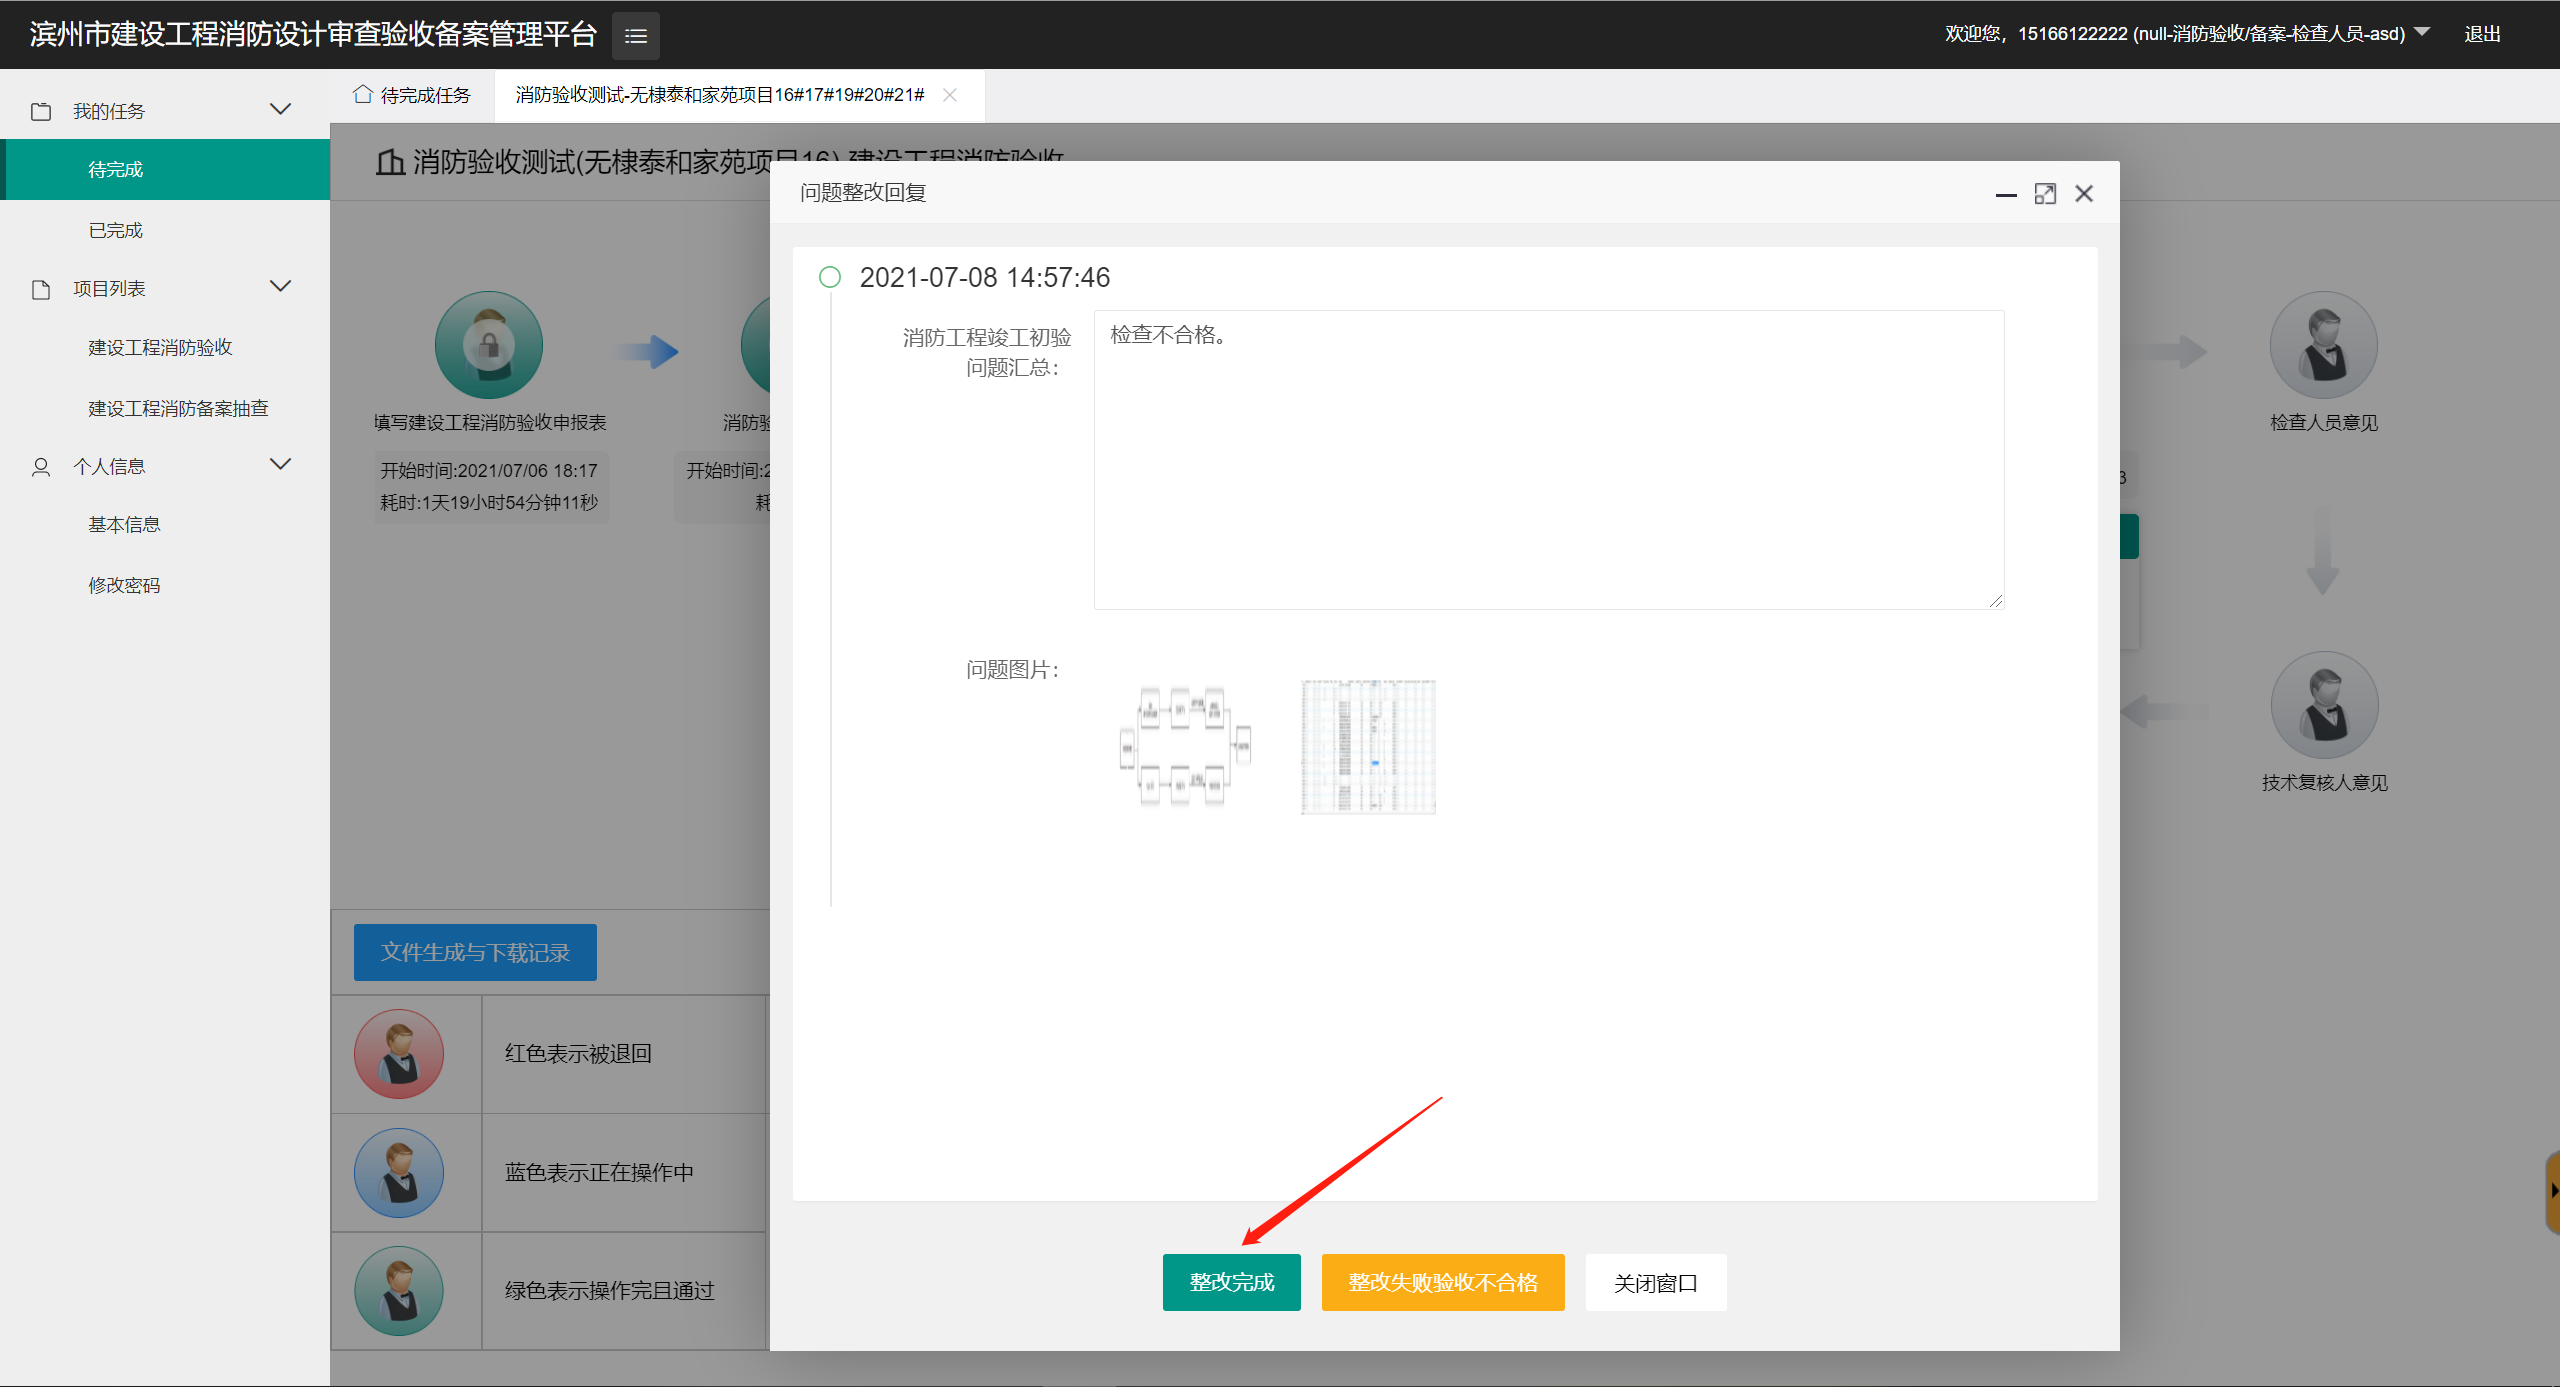 滨州市建设工程消防设计审查验收备案管理平台
欢迎您，15166122222 (null-消防验收/备案-检查人员-asd)
退出
我的任务
待完成
已完成
项目列表
建设工程消防验收
建设工程消防备案抽查
个人信息
基本信息
修改密码
待完成任务
消防验收测试-无棣泰和家苑项目16#17#19#20#21#
消防验收测试(无棣泰和家苑项目16) 建设工程消防验收
填写建设工程消防验收申报表
开始时间:2021/07/06 18:17
耗时:1天19小时54分钟11秒
消防验
开始时间:2
耗
问题整改回复
2021-07-08 14:57:46
消防工程竣工初验
问题汇总：
检查不合格。
问题图片：
整改完成
整改失败验收不合格
关闭窗口
检查人员意见
3
技术复核人意见
文件生成与下载记录
红色表示被退回
蓝色表示正在操作中
绿色表示操作完且通过